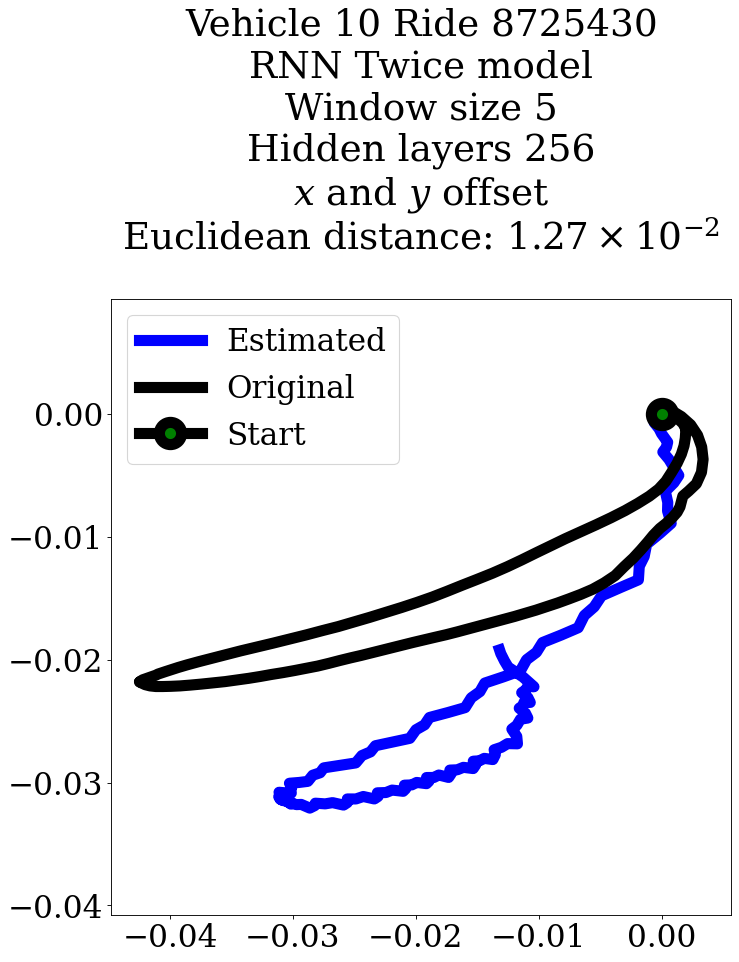 Vehicle 10 Ride 8725430
RNN Twice model
Window size 5
Hidden layers 256
x and y offset
Euclidean distance: 1.27 × 10⁻²
Estimated
Original
Start
0.00
−0.01
−0.02
−0.03
−0.04
−0.04 −0.03 −0.02 −0.01 0.00